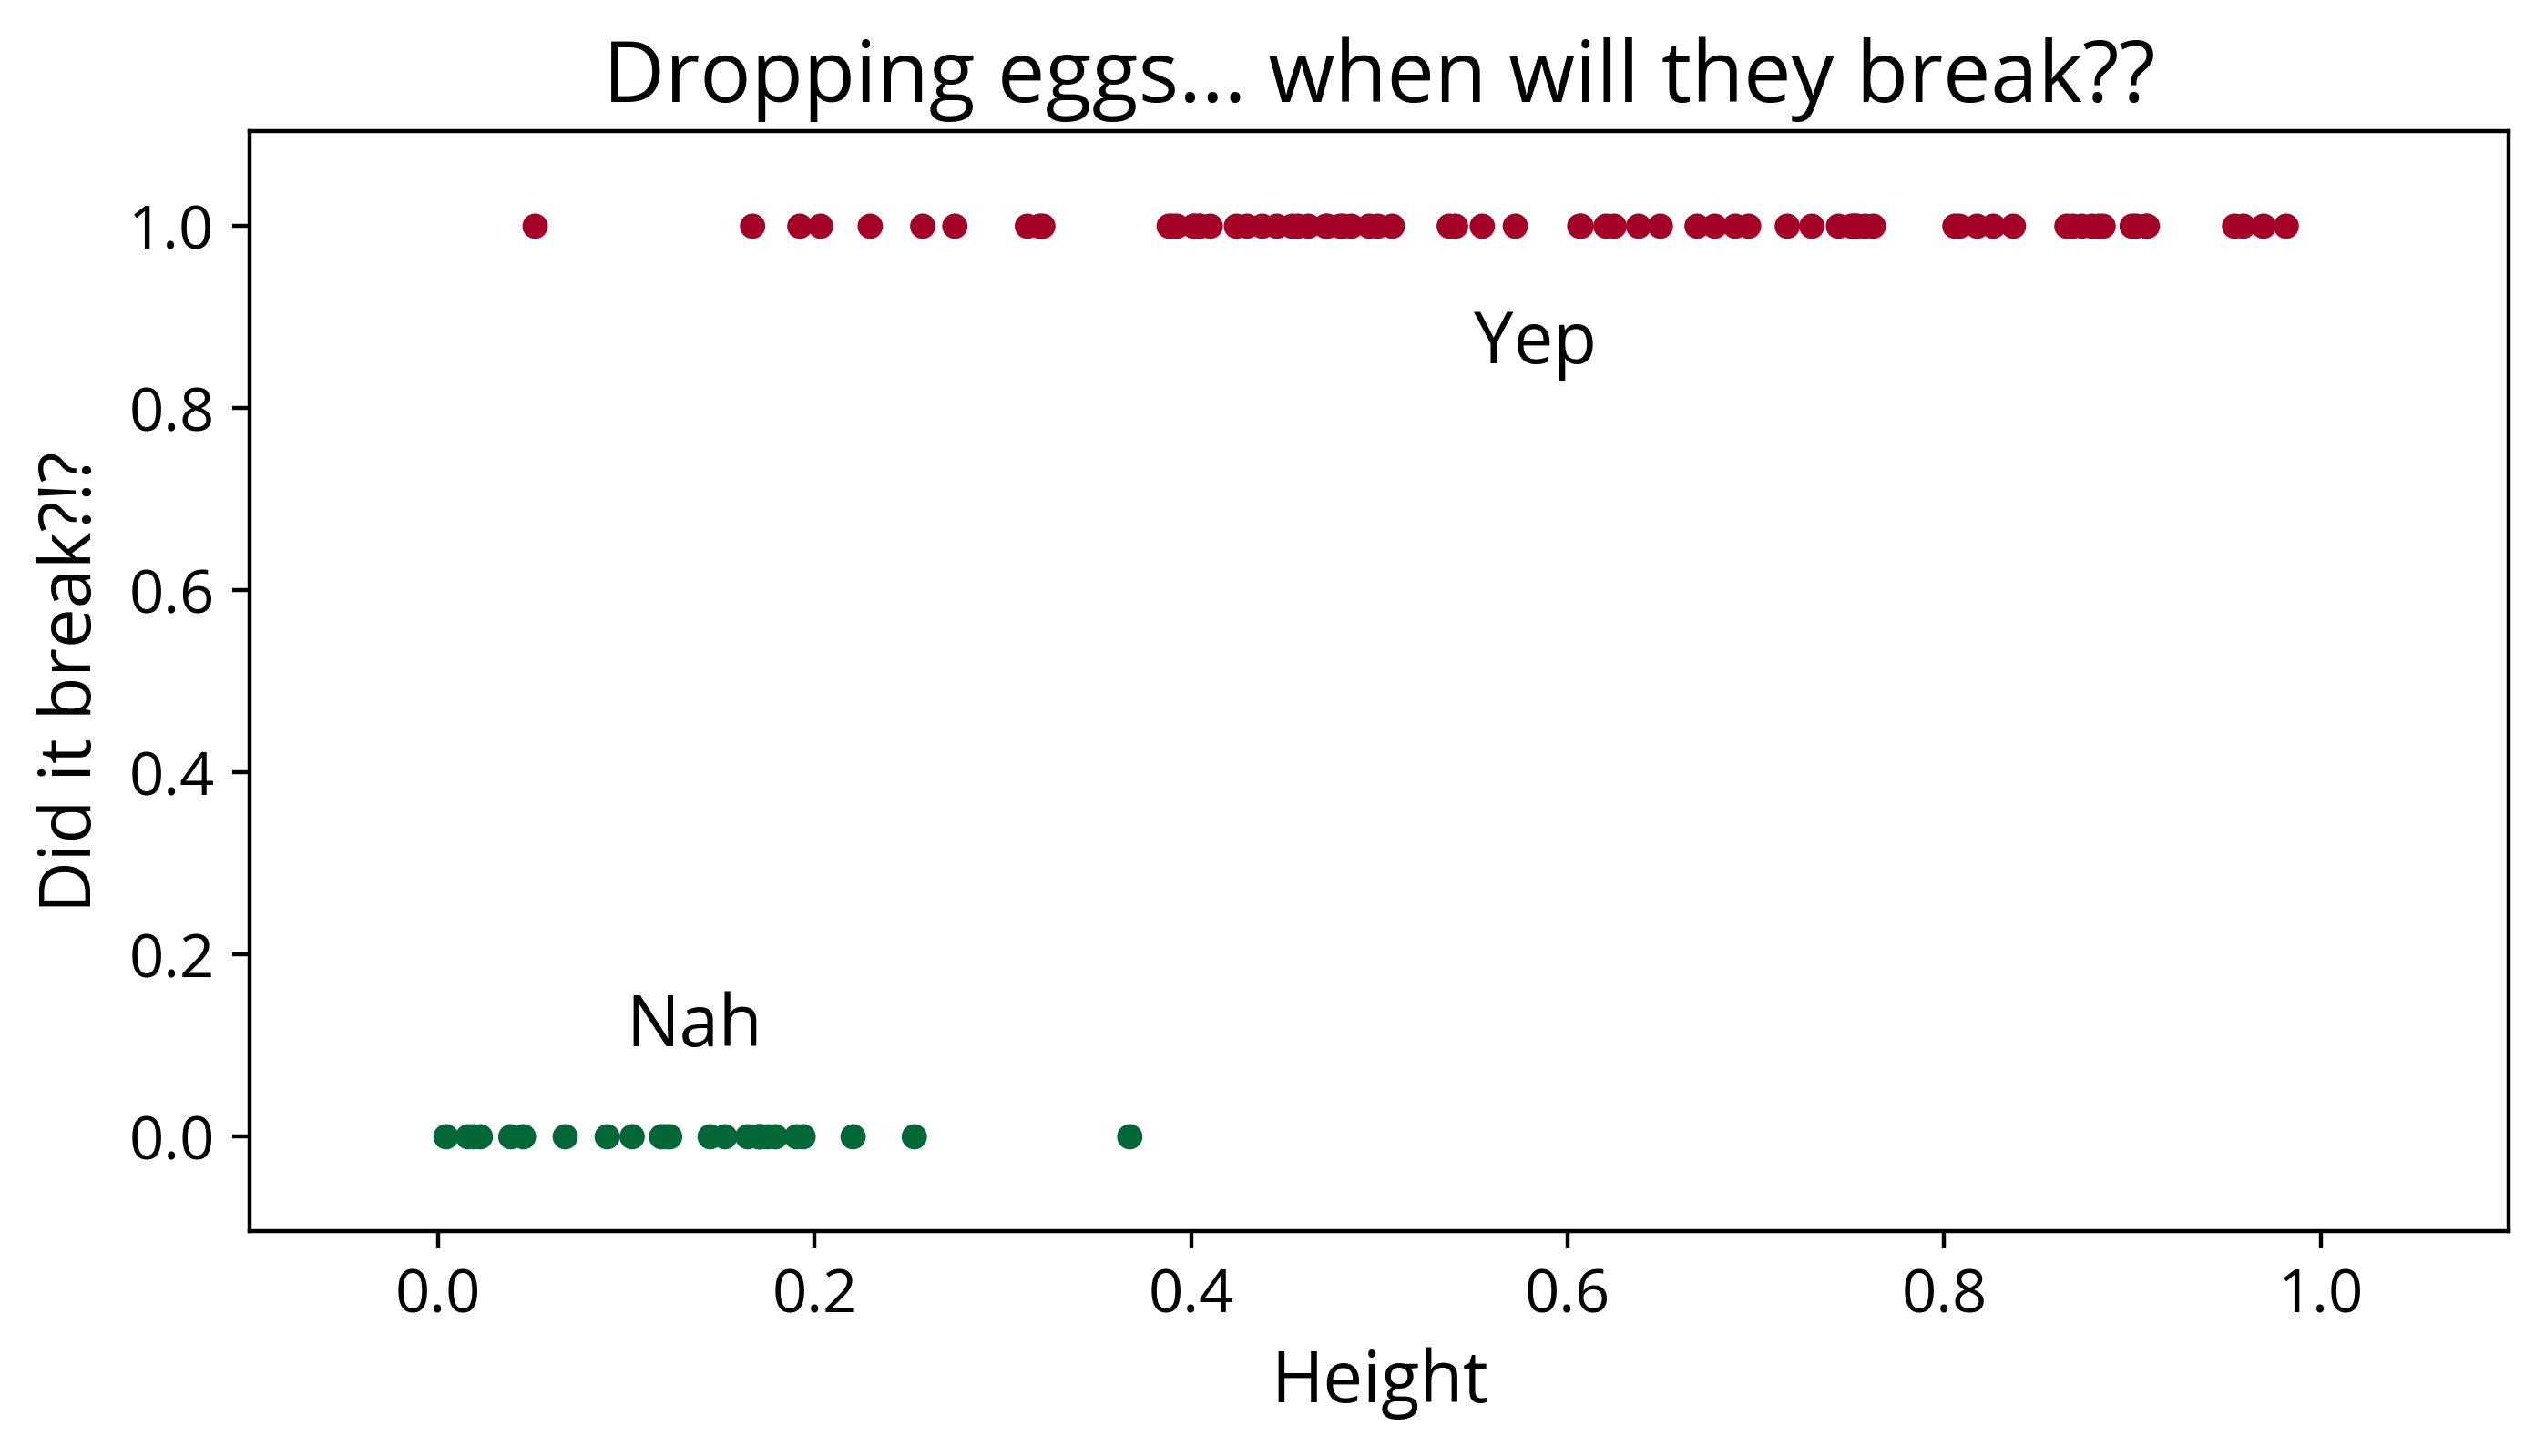 Dropping eggs... when will they break??
Did it break?!?
1.0
0.8
0.6
0.4
0.2
0.0
Yep
Nah
0.0 0.2 0.4 0.6 0.8 1.0
Height